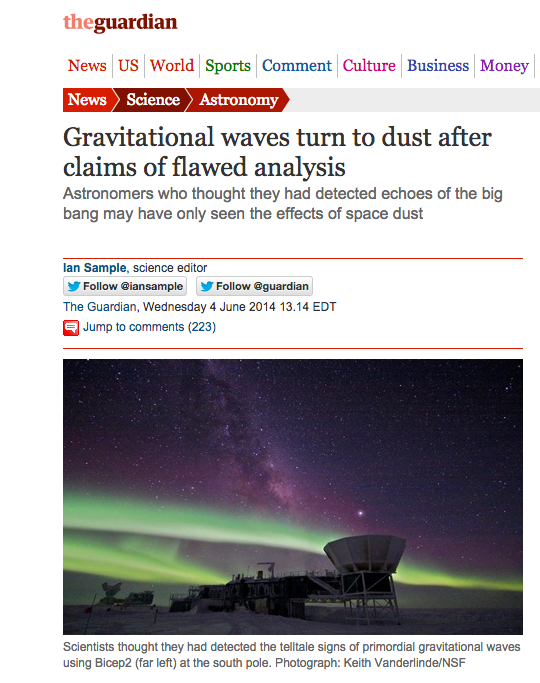 theguardian
News US World Sports Comment Culture Business Money
News Science Astronomy
Gravitational waves turn to dust after
claims of flawed analysis
Astronomers who thought they had detected echoes of the big
bang may have only seen the effects of space dust
Ian Sample, science editor
Follow @iansample Follow @guardian
The Guardian, Wednesday 4 June 2014 13.14 EDT
Jump to comments (223)
Scientists thought they had detected the telltale signs of primordial gravitational waves
using Bicep2 (far left) at the south pole. Photograph: Keith Vanderlinde/NSF